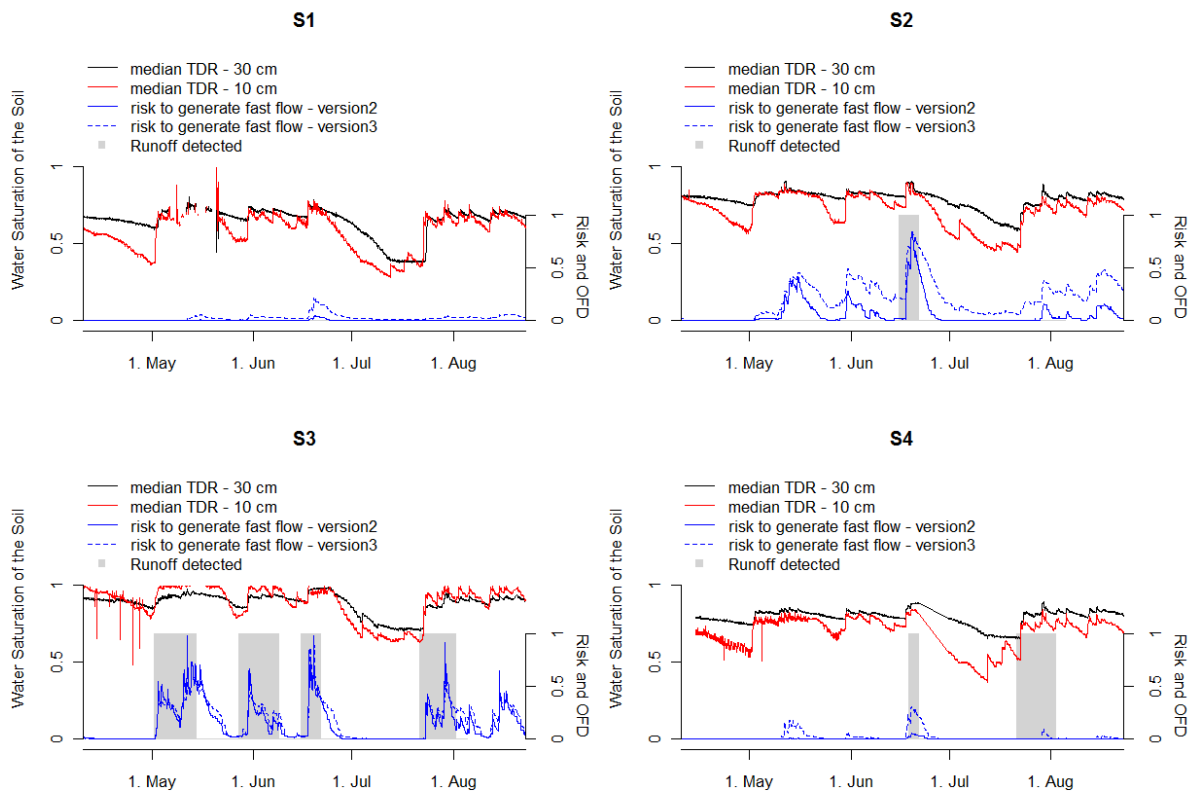 S1
median TDR - 30 cm
median TDR - 10 cm
risk to generate fast flow - version2
risk to generate fast flow - version3
Runoff detected
Water Saturation of the Soil
0
0.5
1
Risk and OFD
0
0.5
1
1. May
1. Jun
1. Jul
1. Aug
S2
median TDR - 30 cm
median TDR - 10 cm
risk to generate fast flow - version2
risk to generate fast flow - version3
Runoff detected
Water Saturation of the Soil
0
0.5
1
Risk and OFD
0
0.5
1
1. May
1. Jun
1. Jul
1. Aug
S3
median TDR - 30 cm
median TDR - 10 cm
risk to generate fast flow - version2
risk to generate fast flow - version3
Runoff detected
Water Saturation of the Soil
0
0.5
1
Risk and OFD
0
0.5
1
1. May
1. Jun
1. Jul
1. Aug
S4
median TDR - 30 cm
median TDR - 10 cm
risk to generate fast flow - version2
risk to generate fast flow - version3
Runoff detected
Water Saturation of the Soil
0
0.5
1
Risk and OFD
0
0.5
1
1. May
1. Jun
1. Jul
1. Aug